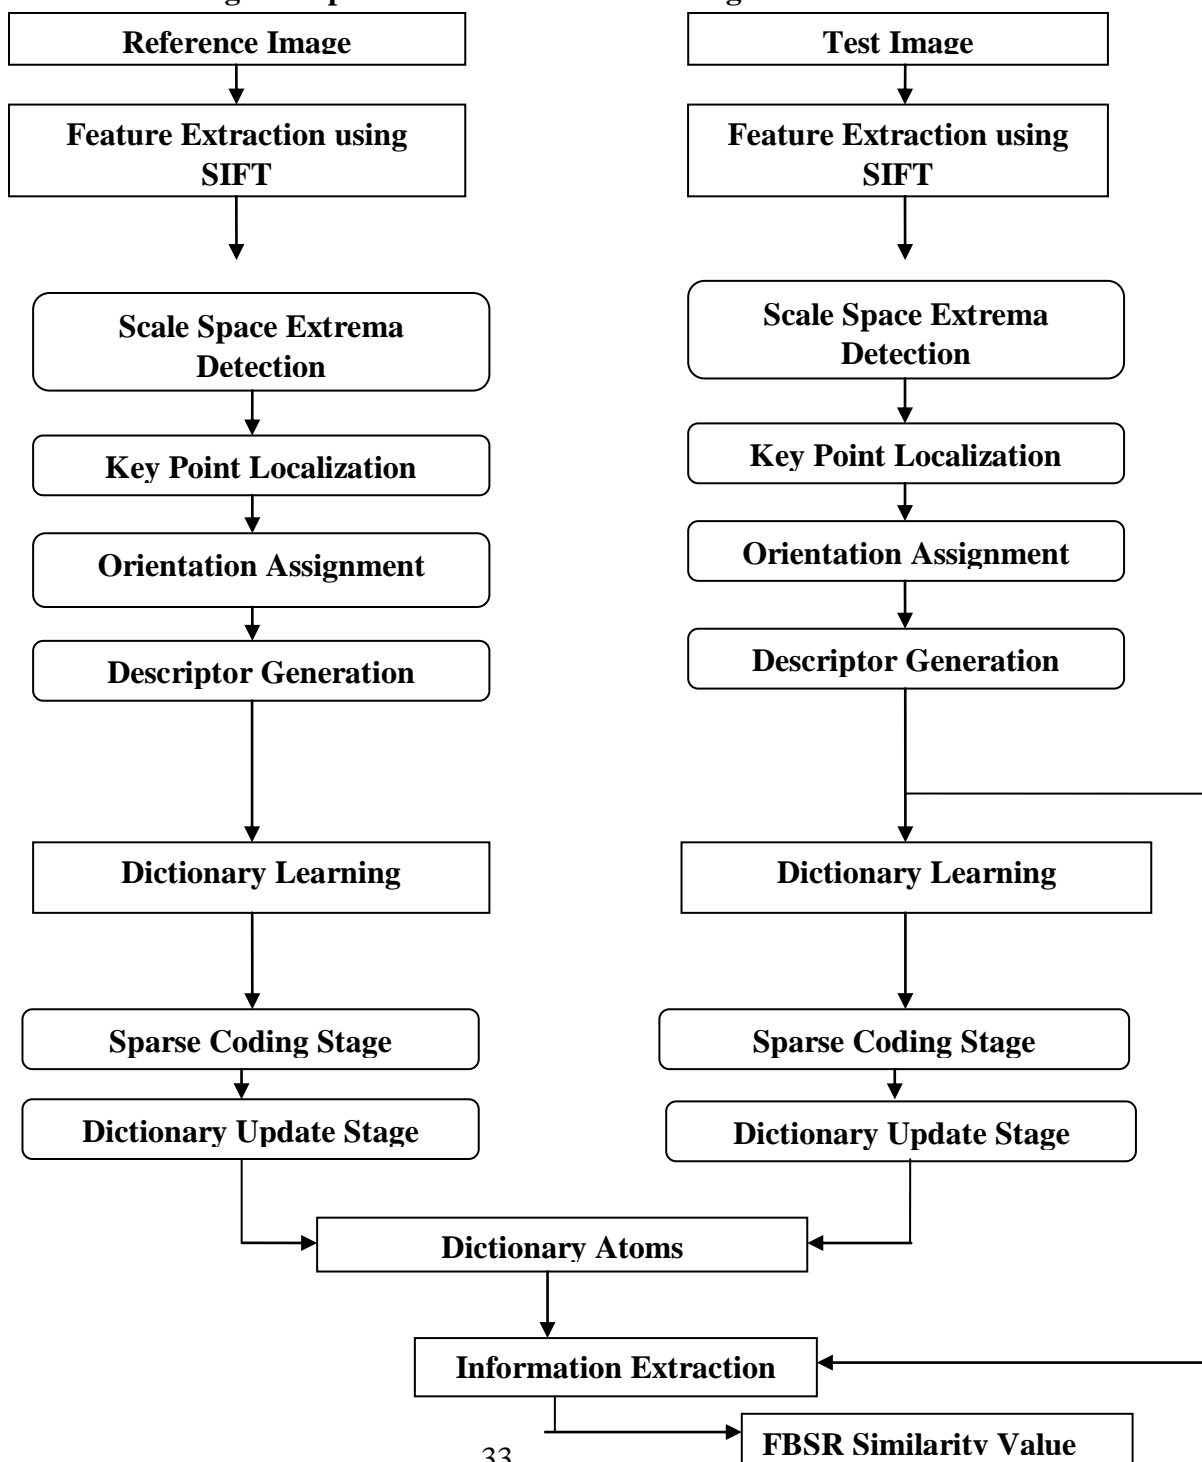 Reference Image
Test Image
Feature Extraction using
SIFT
Feature Extraction using
SIFT
Scale Space Extrema
Detection
Scale Space Extrema
Detection
Key Point Localization
Key Point Localization
Orientation Assignment
Orientation Assignment
Descriptor Generation
Descriptor Generation
Dictionary Learning
Dictionary Learning
Sparse Coding Stage
Sparse Coding Stage
Dictionary Update Stage
Dictionary Update Stage
Dictionary Atoms
Information Extraction
FBSR Similarity Value
33